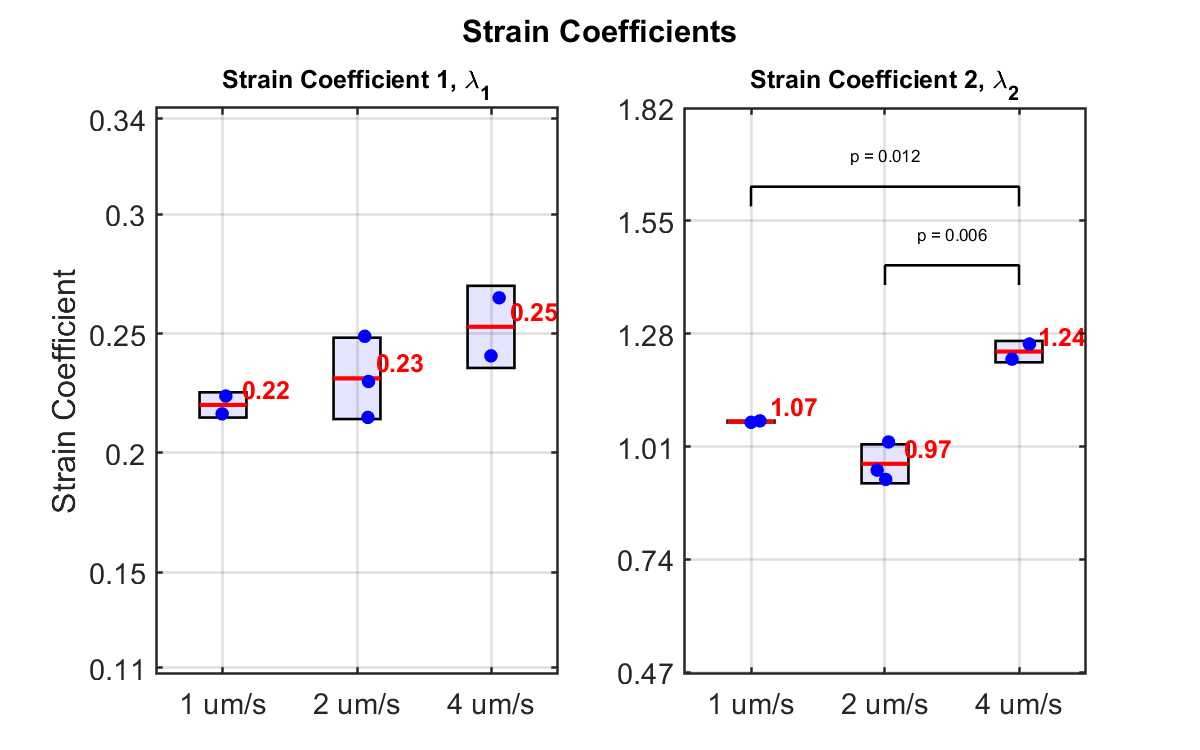 Strain Coefficients
Strain Coefficient 1, λ1
Strain Coefficient
0.34
0.3
0.25
0.2
0.15
0.11
0.22
0.23
0.25
1 um/s
2 um/s
4 um/s
Strain Coefficient 2, λ2
1.82
1.55
1.28
1.01
0.74
0.47
p = 0.012
p = 0.006
1.07
0.97
1.24
1 um/s
2 um/s
4 um/s